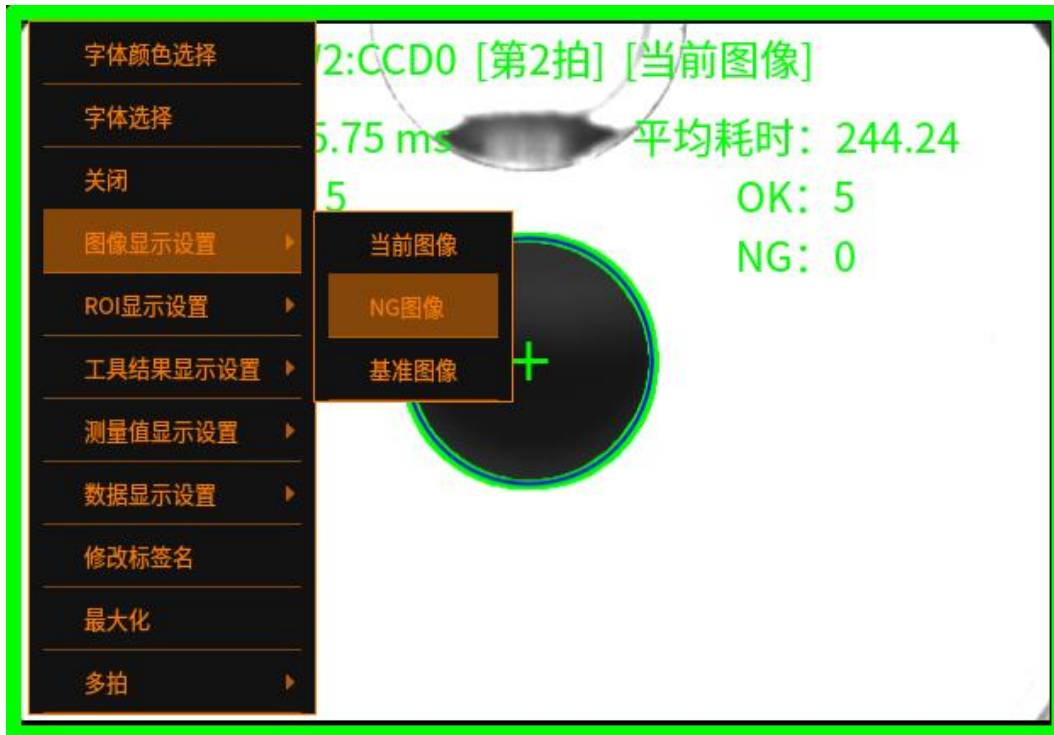 字体颜色选择
字体选择
关闭
图像显示设置
ROI显示设置
工具结果显示设置
测量值显示设置
数据显示设置
修改标签名
最大化
多拍
当前图像
NG图像
基准图像
2:CCD0 [第2拍] [当前图像]
5.75 ms 平均耗时：244.24
5 OK：5
NG：0